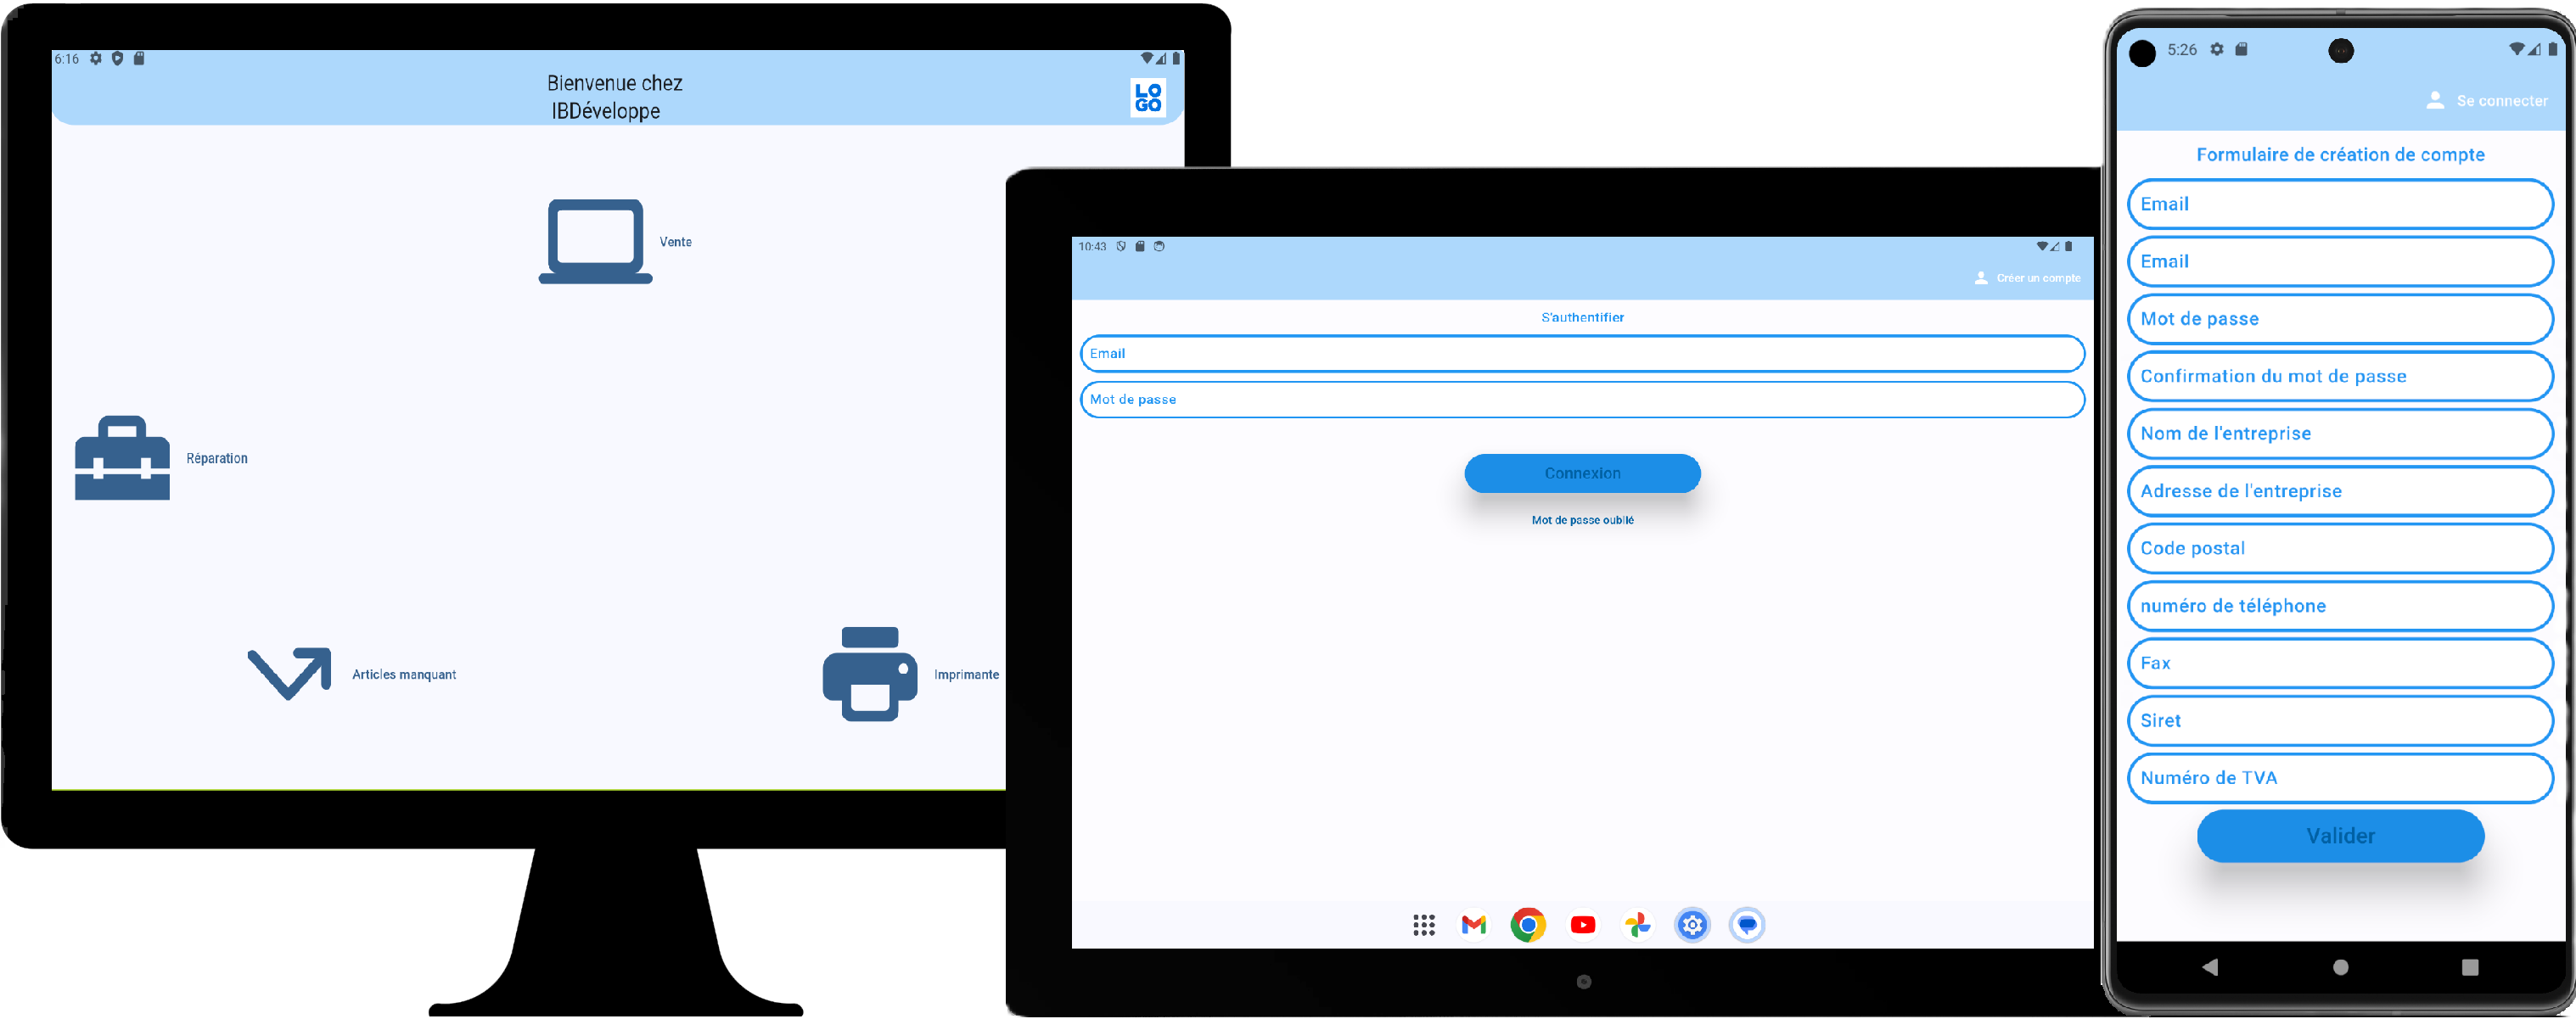 6:16
Bienvenue chez
IBDéveloppe
LO
GO
Vente
Réparation
Articles manquant
Imprimante
10:43
Créer un compte
S'authentifier
Email
Mot de passe
Connexion
Mot de passe oublié
5:26
Se connecter
Formulaire de création de compte
Email
Email
Mot de passe
Confirmation du mot de passe
Nom de l'entreprise
Adresse de l'entreprise
Code postal
numéro de téléphone
Fax
Siret
Numéro de TVA
Valider